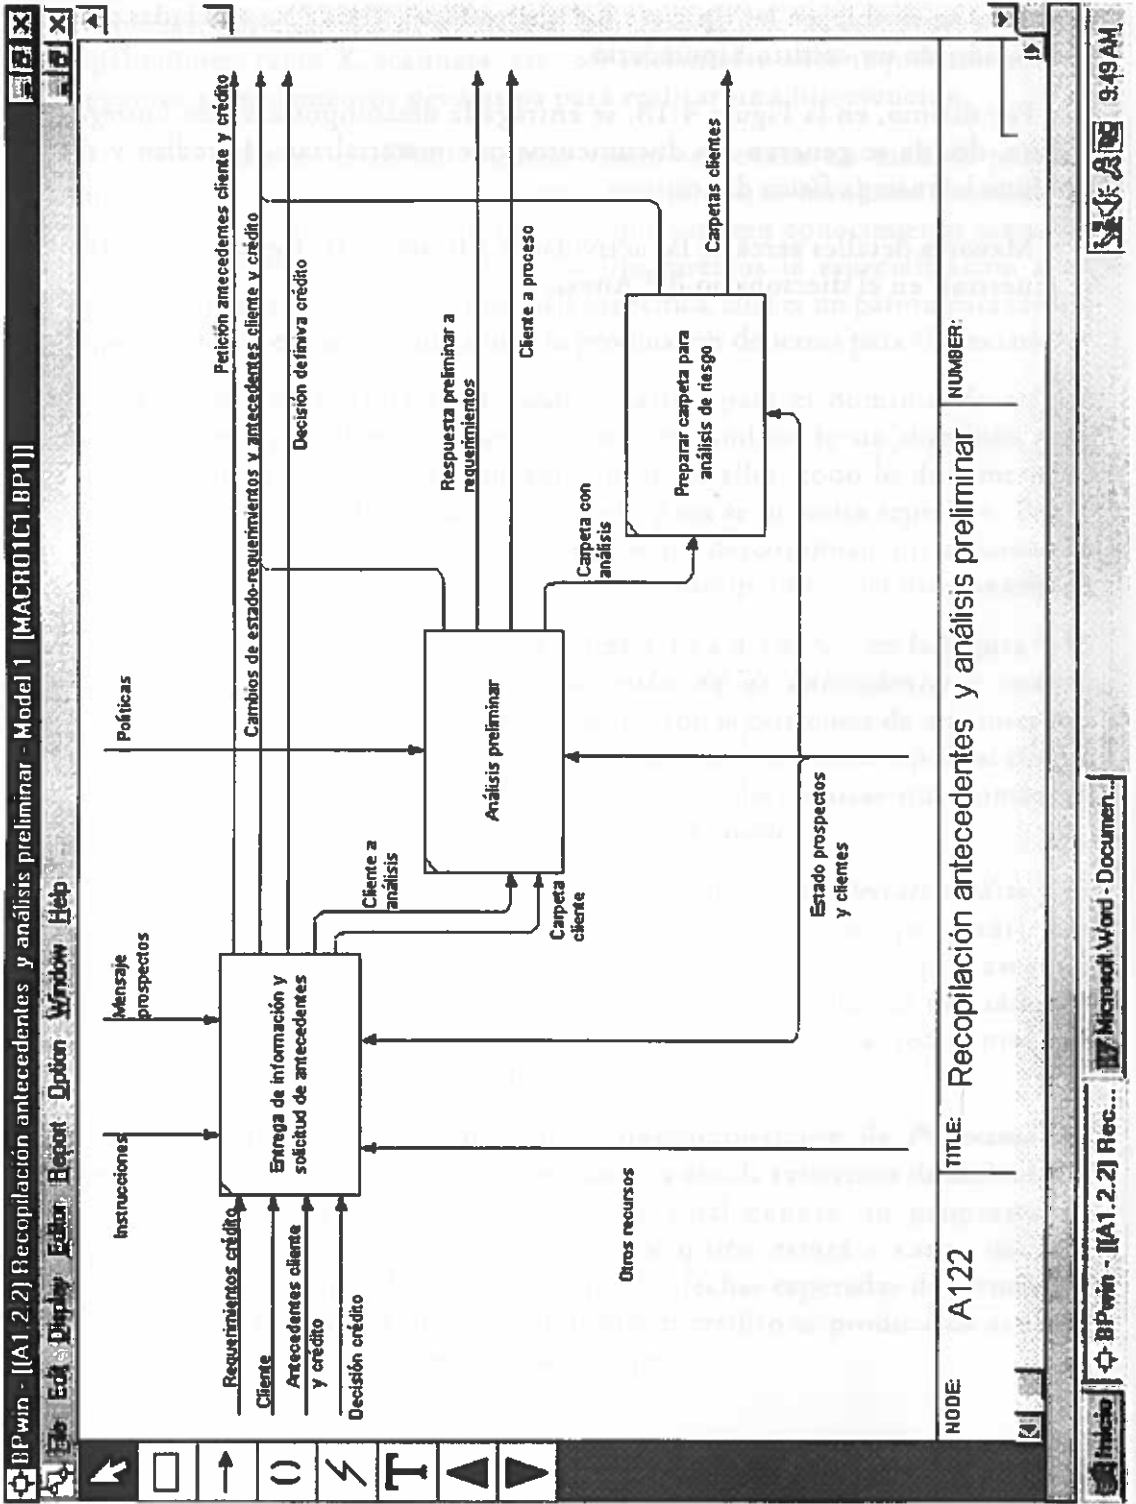 BPwin - [[A1.2.2] Recopilación antecedentes y análisis preliminar - Model 1 [MACRO1C1.BP1]]
File Edit Display Editor Report Option Window Help
Instrucciones
Mensaje
prospectos
Políticas
Petición antecedentes cliente y crédito
Cambios de estado-requerimientos y antecedentes cliente y crédito
Decisión definitiva crédito
Requerimientos crédito
Cliente
Antecedentes cliente
y crédito
Decisión crédito
Entrega de información y
solicitud de antecedentes
Cliente a
análisis
Carpeta
cliente
Análisis preliminar
Respuesta preliminar a
requerimientos
Cliente a proceso
Carpeta con
análisis
Preparar carpeta para
análisis de riesgo
Carpetas clientes
Otros recursos
Estado prospectos
y clientes
NODE: A122
TITLE: Recopilación antecedentes y análisis preliminar
NUMBER:
Inicio
BPwin - [[A1.2.2] Rec...
Microsoft Word - Documen...
9:49 AM